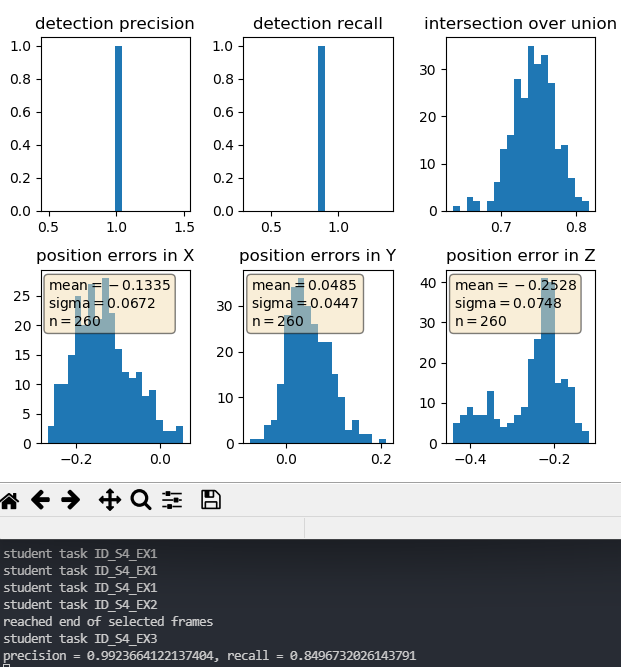 detection precision
detection recall
intersection over union
1.0
0.8
0.6
0.4
0.2
0.0
0.5
1.0
1.5
1.0
0.8
0.6
0.4
0.2
0.0
0.5
1.0
30
20
10
0
0.7
0.8
position errors in X
position errors in Y
position error in Z
mean = −0.1335
sigma = 0.0672
n = 260
25
20
15
10
5
0
−0.2
0.0
mean = 0.0485
sigma = 0.0447
n = 260
30
20
10
0
0.0
0.2
mean = −0.2528
sigma = 0.0748
n = 260
40
30
20
10
0
−0.4
−0.2
student task ID_S4_EX1
student task ID_S4_EX1
student task ID_S4_EX1
student task ID_S4_EX2
reached end of selected frames
student task ID_S4_EX3
precision = 0.9923664122137404, recall = 0.8496732026143791